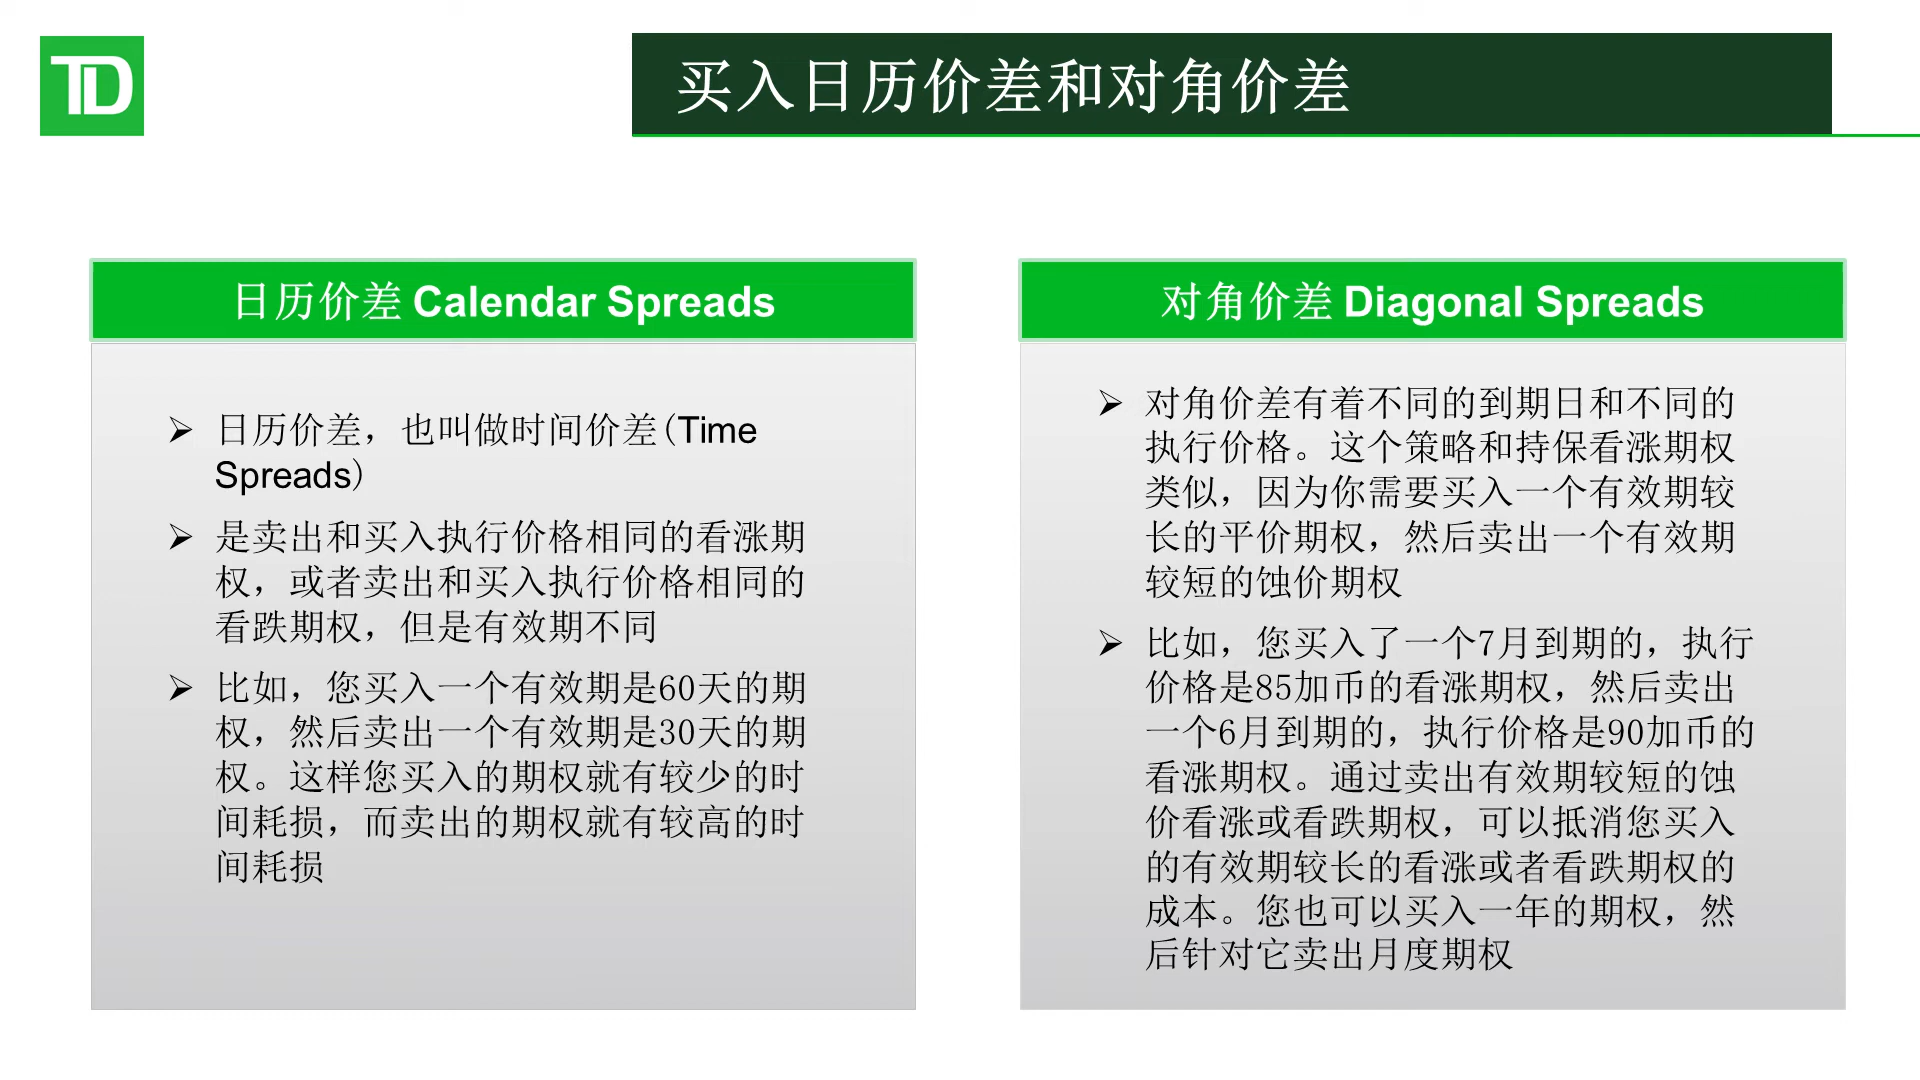 TD
买入日历价差和对角价差
日历价差 Calendar Spreads
日历价差，也叫做时间价差(Time
Spreads)
是卖出和买入执行价格相同的看涨期
权，或者卖出和买入执行价格相同的
看跌期权，但是有效期不同
比如，您买入一个有效期是60天的期
权，然后卖出一个有效期是30天的期
权。这样您买入的期权就有较少的时
间耗损，而卖出的期权就有较高的时
间耗损
对角价差 Diagonal Spreads
对角价差有着不同的到期日和不同的
执行价格。这个策略和持保看涨期权
类似，因为你需要买入一个有效期较
长的平价期权，然后卖出一个有效期
较短的蚀价期权
比如，您买入了一个7月到期的，执行
价格是85加币的看涨期权，然后卖出
一个6月到期的，执行价格是90加币的
看涨期权。通过卖出有效期较短的蚀
价看涨或看跌期权，可以抵消您买入
的有效期较长的看涨或者看跌期权的
成本。您也可以买入一年的期权，然
后针对它卖出月度期权